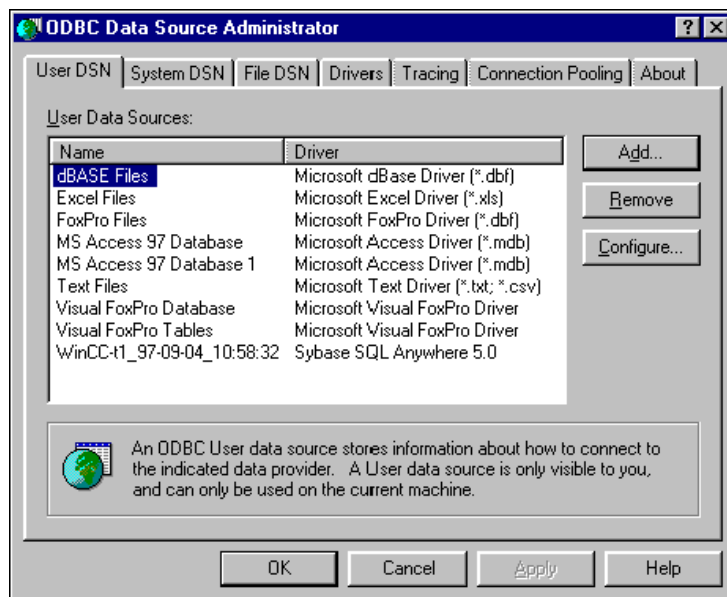 ODBC Data Source Administrator
User DSN System DSN File DSN Drivers Tracing Connection Pooling About
User Data Sources:
Name Driver
dBASE Files Microsoft dBase Driver (*.dbf)
Excel Files Microsoft Excel Driver (*.xls)
FoxPro Files Microsoft FoxPro Driver (*.dbf)
MS Access 97 Database Microsoft Access Driver (*.mdb)
MS Access 97 Database 1 Microsoft Access Driver (*.mdb)
Text Files Microsoft Text Driver (*.txt; *.csv)
Visual FoxPro Database Microsoft Visual FoxPro Driver
Visual FoxPro Tables Microsoft Visual FoxPro Driver
WinCC-t1_97-09-04_10:58:32 Sybase SQL Anywhere 5.0
Add...
Remove
Configure...
An ODBC User data source stores information about how to connect to
the indicated data provider. A User data source is only visible to you,
and can only be used on the current machine.
OK Cancel Apply Help